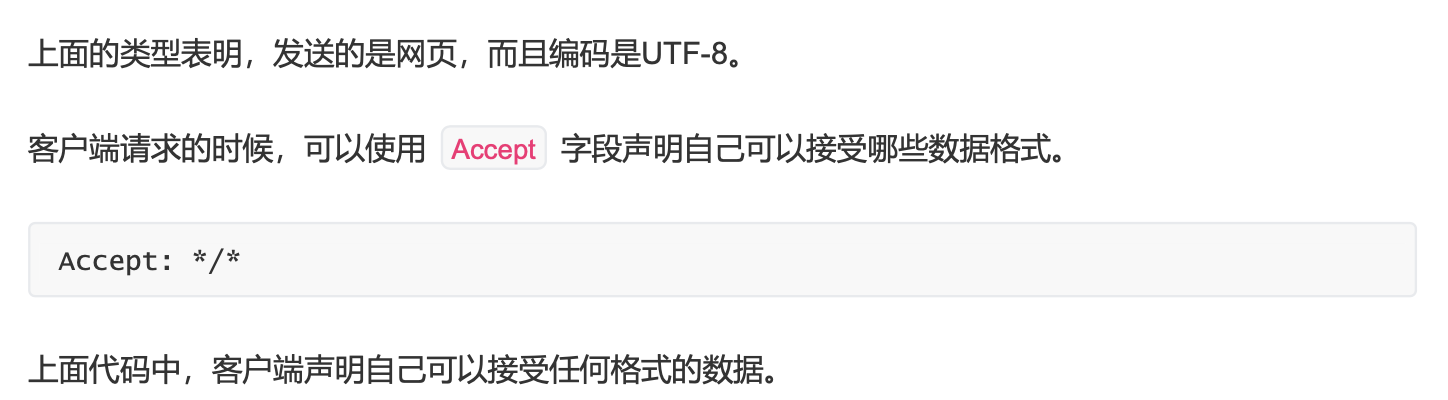 上面的类型表明，发送的是网页，而且编码是UTF-8。
客户端请求的时候，可以使用 Accept 字段声明自己可以接受哪些数据格式。
Accept: */*
上面代码中，客户端声明自己可以接受任何格式的数据。